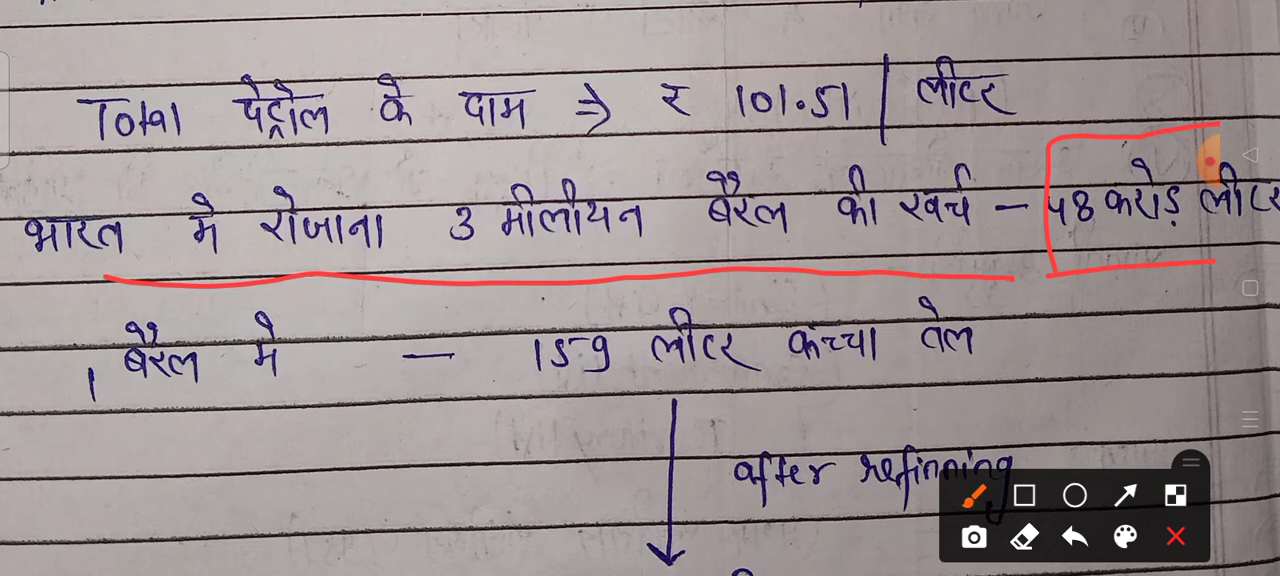 Total पेट्रोल के दाम ⇒ ₹ 101.51 / लीटर
भारत मे रोजाना 3 मीलीयन बैरल की खर्च - 48 करोड़ लीटर
1 बैरल मे - 159 लीटर कच्चा तेल
after refinning